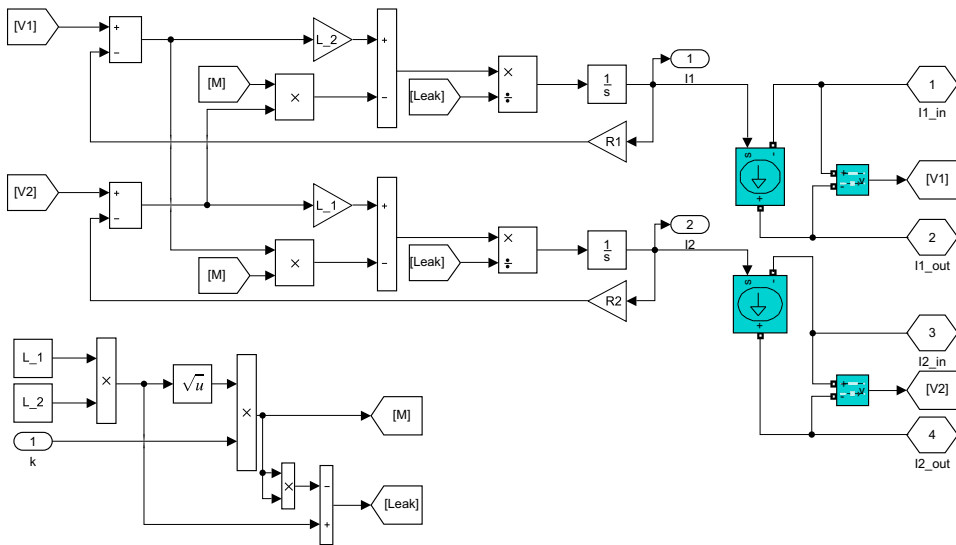 [V1]
+
−
L_2
+
−
[M]
×
[Leak]
×
÷
1
s
1
I1
R1
s
-
+
+
-
v
1
I1_in
[V1]
2
I1_out
[V2]
+
−
L_1
+
−
[M]
×
[Leak]
×
÷
1
s
2
I2
R2
s
-
+
+
-
v
3
I2_in
[V2]
4
I2_out
L_1
L_2
×
√u
×
1
k
[M]
×
−
+
[Leak]